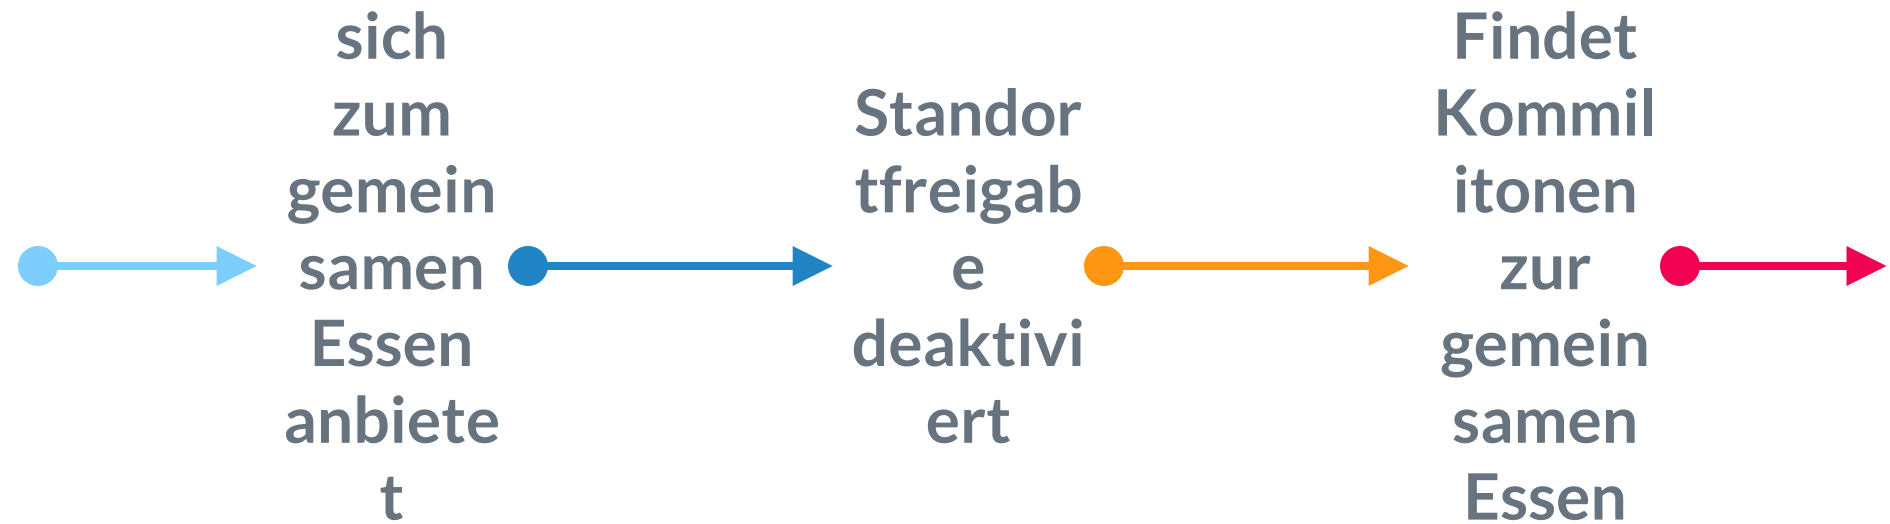 sich
zum
gemein
samen
Essen
anbiete
t
Standor
tfreigab
e
deaktivi
ert
Findet
Kommil
itonen
zur
gemein
samen
Essen